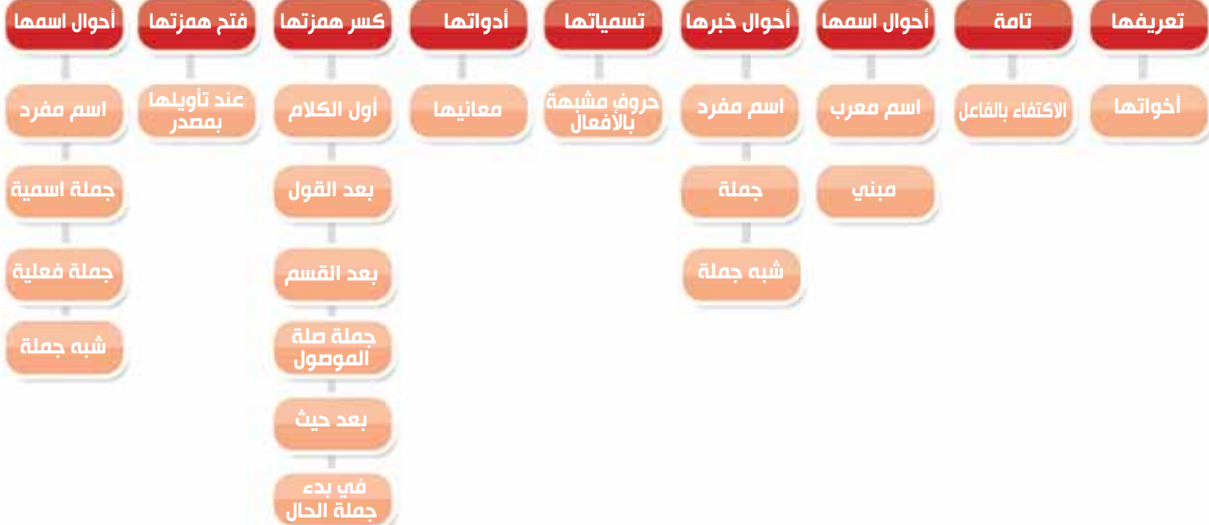 تعريفها
أخواتها
تامة
الاكتفاء بالفاعل
أحوال اسمها
اسم معرب
مبني
أحوال خبرها
اسم مفرد
جملة
شبه جملة
تسمياتها
حروف مشبهة
بالأفعال
أدواتها
معانيها
كسر همزتها
أول الكلام
بعد القول
بعد القسم
جملة صلة
الموصول
بعد حيث
في بدء
جملة الحال
فتح همزتها
عند تأويلها
بمصدر
أحوال اسمها
اسم مفرد
جملة اسمية
جملة فعلية
شبه جملة